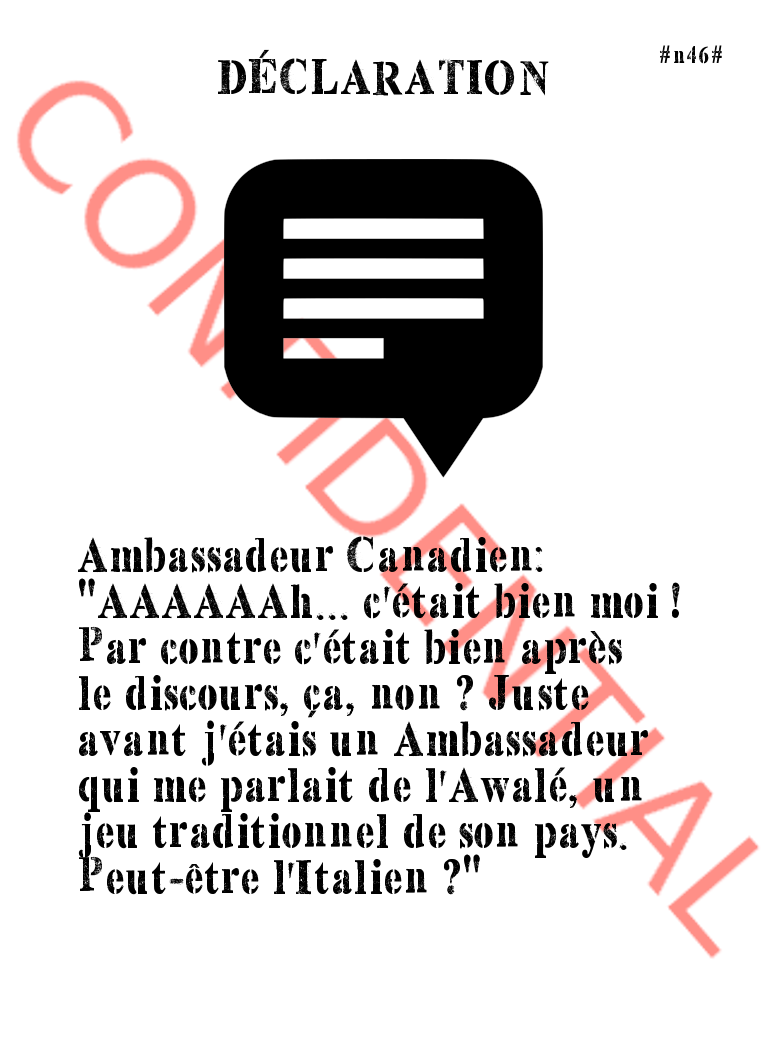 #n46#
DÉCLARATION
CONFIDENTIAL
Ambassadeur Canadien:
"AAAAAAh... c'était bien moi !
Par contre c'était bien après
le discours, ça, non ? Juste
avant j'étais un Ambassadeur
qui me parlait de l'Awalé, un
jeu traditionnel de son pays.
Peut-être l'Italien ?"